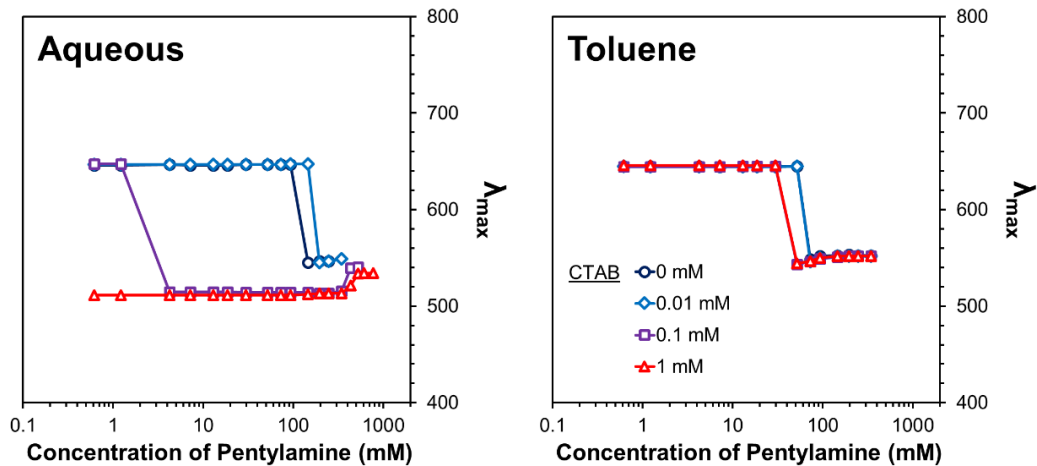 Aqueous
800
700
600
500
400
λmax
0.1
1
10
100
1000
Concentration of Pentylamine (mM)
Toluene
800
700
600
500
400
λmax
CTAB
0 mM
0.01 mM
0.1 mM
1 mM
0.1
1
10
100
1000
Concentration of Pentylamine (mM)